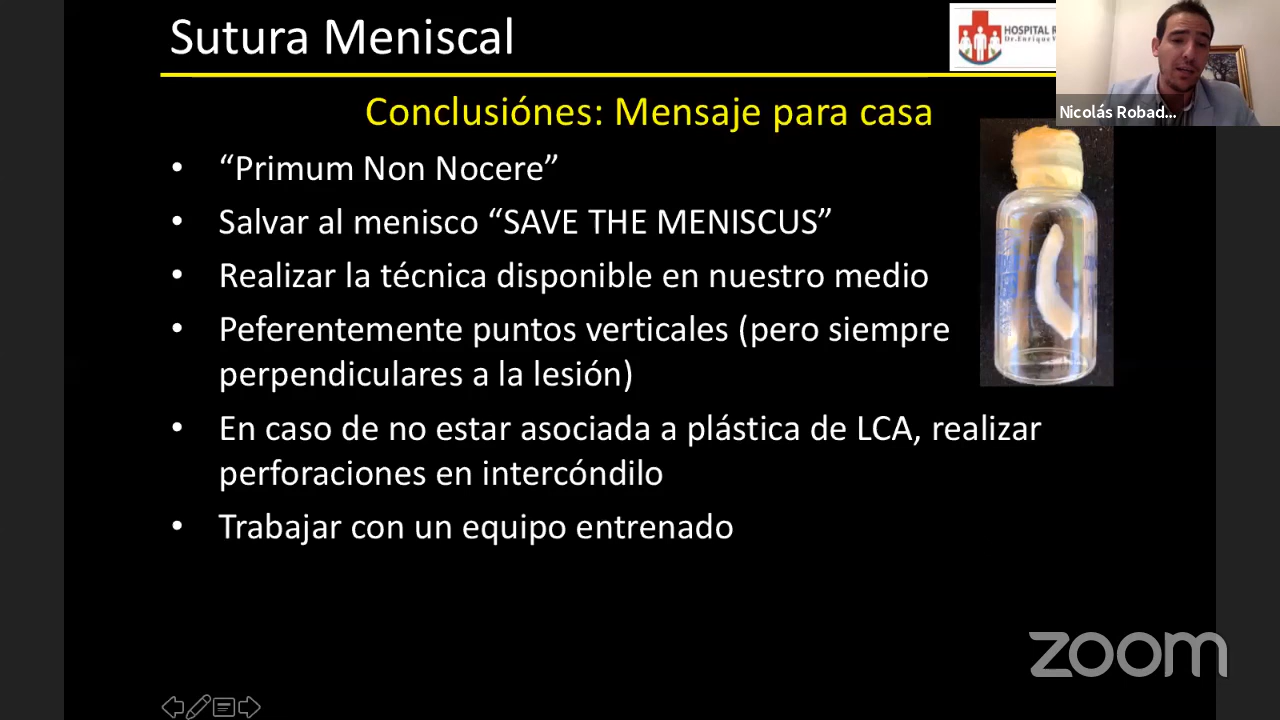 Sutura Meniscal
HOSPITAL R
Dr. Enrique
Nicolás Robad...
Conclusiónes: Mensaje para casa
• “Primum Non Nocere”
• Salvar al menisco “SAVE THE MENISCUS”
• Realizar la técnica disponible en nuestro medio
• Peferentemente puntos verticales (pero siempre
perpendiculares a la lesión)
• En caso de no estar asociada a plástica de LCA, realizar
perforaciones en intercóndilo
• Trabajar con un equipo entrenado
zoom